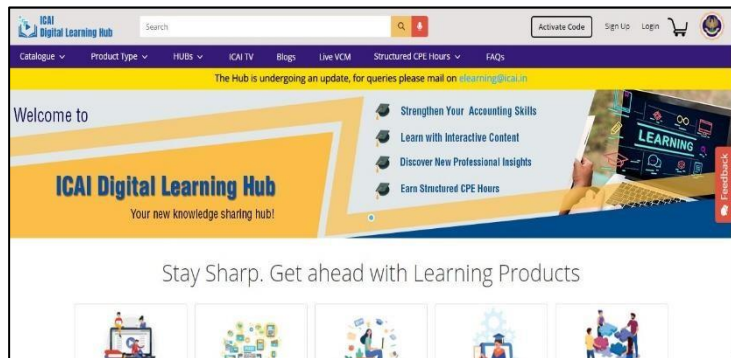 ICAI
Digital Learning Hub
Search
Activate Code
Sign Up
Login
Catalogue
Product Type
HUBs
ICAI TV
Blogs
Live VCM
Structured CPE Hours
FAQs
The Hub is undergoing an update, for queries please mail on elearning@icai.in
Welcome to
ICAI Digital Learning Hub
Your new knowledge sharing hub!
Strengthen Your Accounting Skills
Learn with Interactive Content
Discover New Professional Insights
Earn Structured CPE Hours
LEARNING
Feedback
Stay Sharp. Get ahead with Learning Products